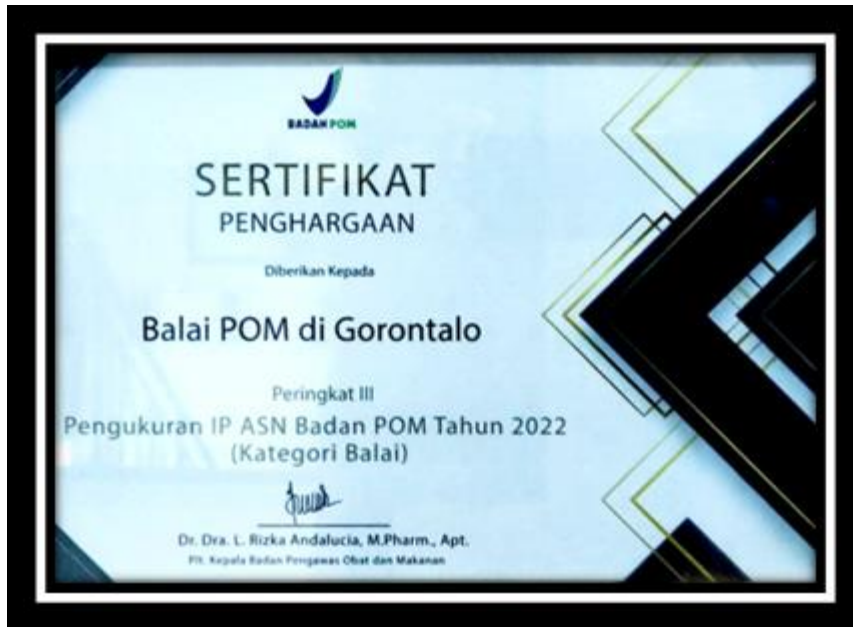 BADAN POM
SERTIFIKAT
PENGHARGAAN
Diberikan Kepada
Balai POM di Gorontalo
Peringkat III
Pengukuran IP ASN Badan POM Tahun 2022
(Kategori Balai)
Dr. Dra. L. Rizka Andalucia, M.Pharm., Apt.
Plt. Kepala Badan Pengawas Obat dan Makanan